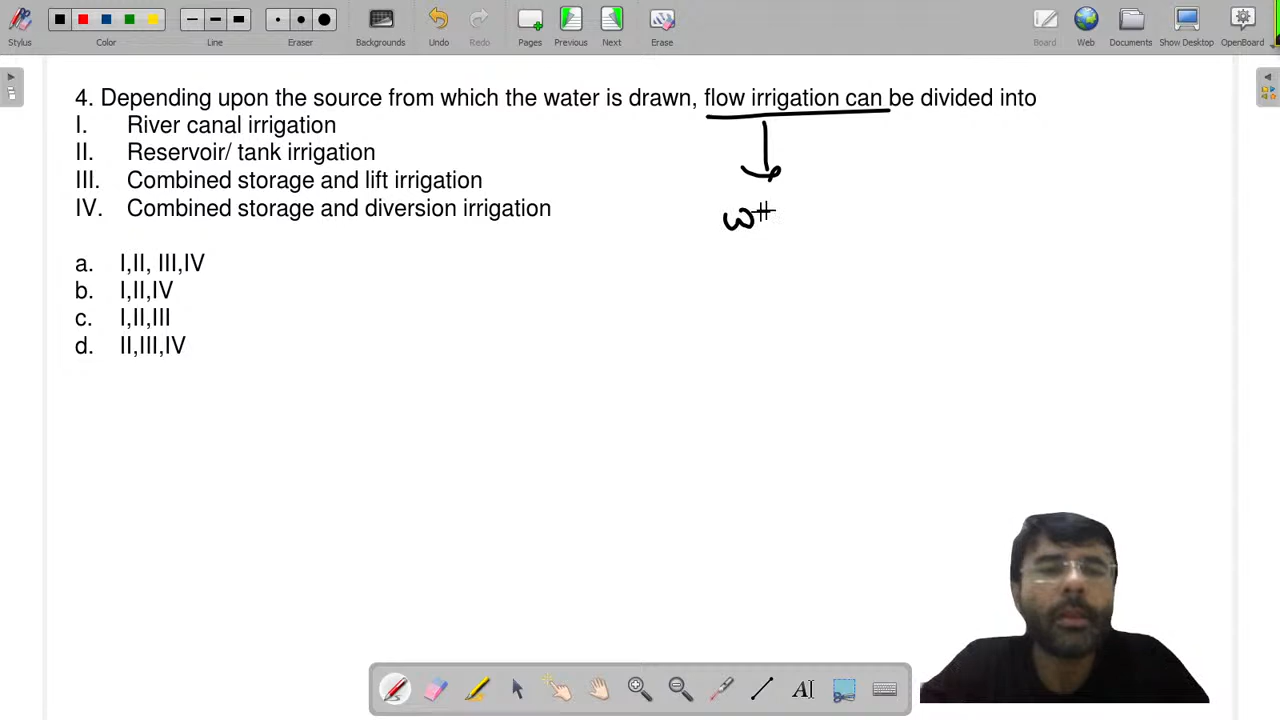 Stylus
Color
Line
Eraser
Backgrounds
Undo
Redo
Pages
Previous
Next
Erase
Board
Web
Documents
Show Desktop
OpenBoard
4. Depending upon the source from which the water is drawn, flow irrigation can be divided into
I. River canal irrigation
II. Reservoir/ tank irrigation
III. Combined storage and lift irrigation
IV. Combined storage and diversion irrigation
a. I,II, III,IV
b. I,II,IV
c. I,II,III
d. II,III,IV